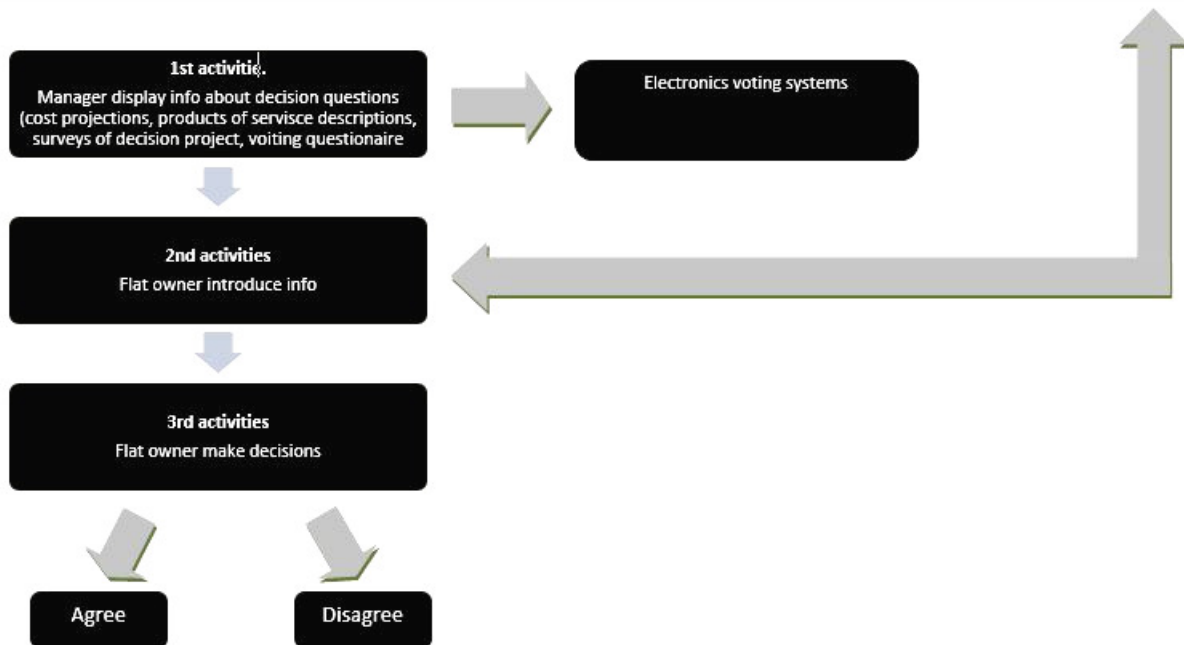 1st activitie.
Manager display info about decision questions
(cost projections, products of servisce descriptions,
surveys of decision project, voiting questionaire
Electronics voting systems
2nd activities
Flat owner introduce info
3rd activities
Flat owner make decisions
Agree
Disagree